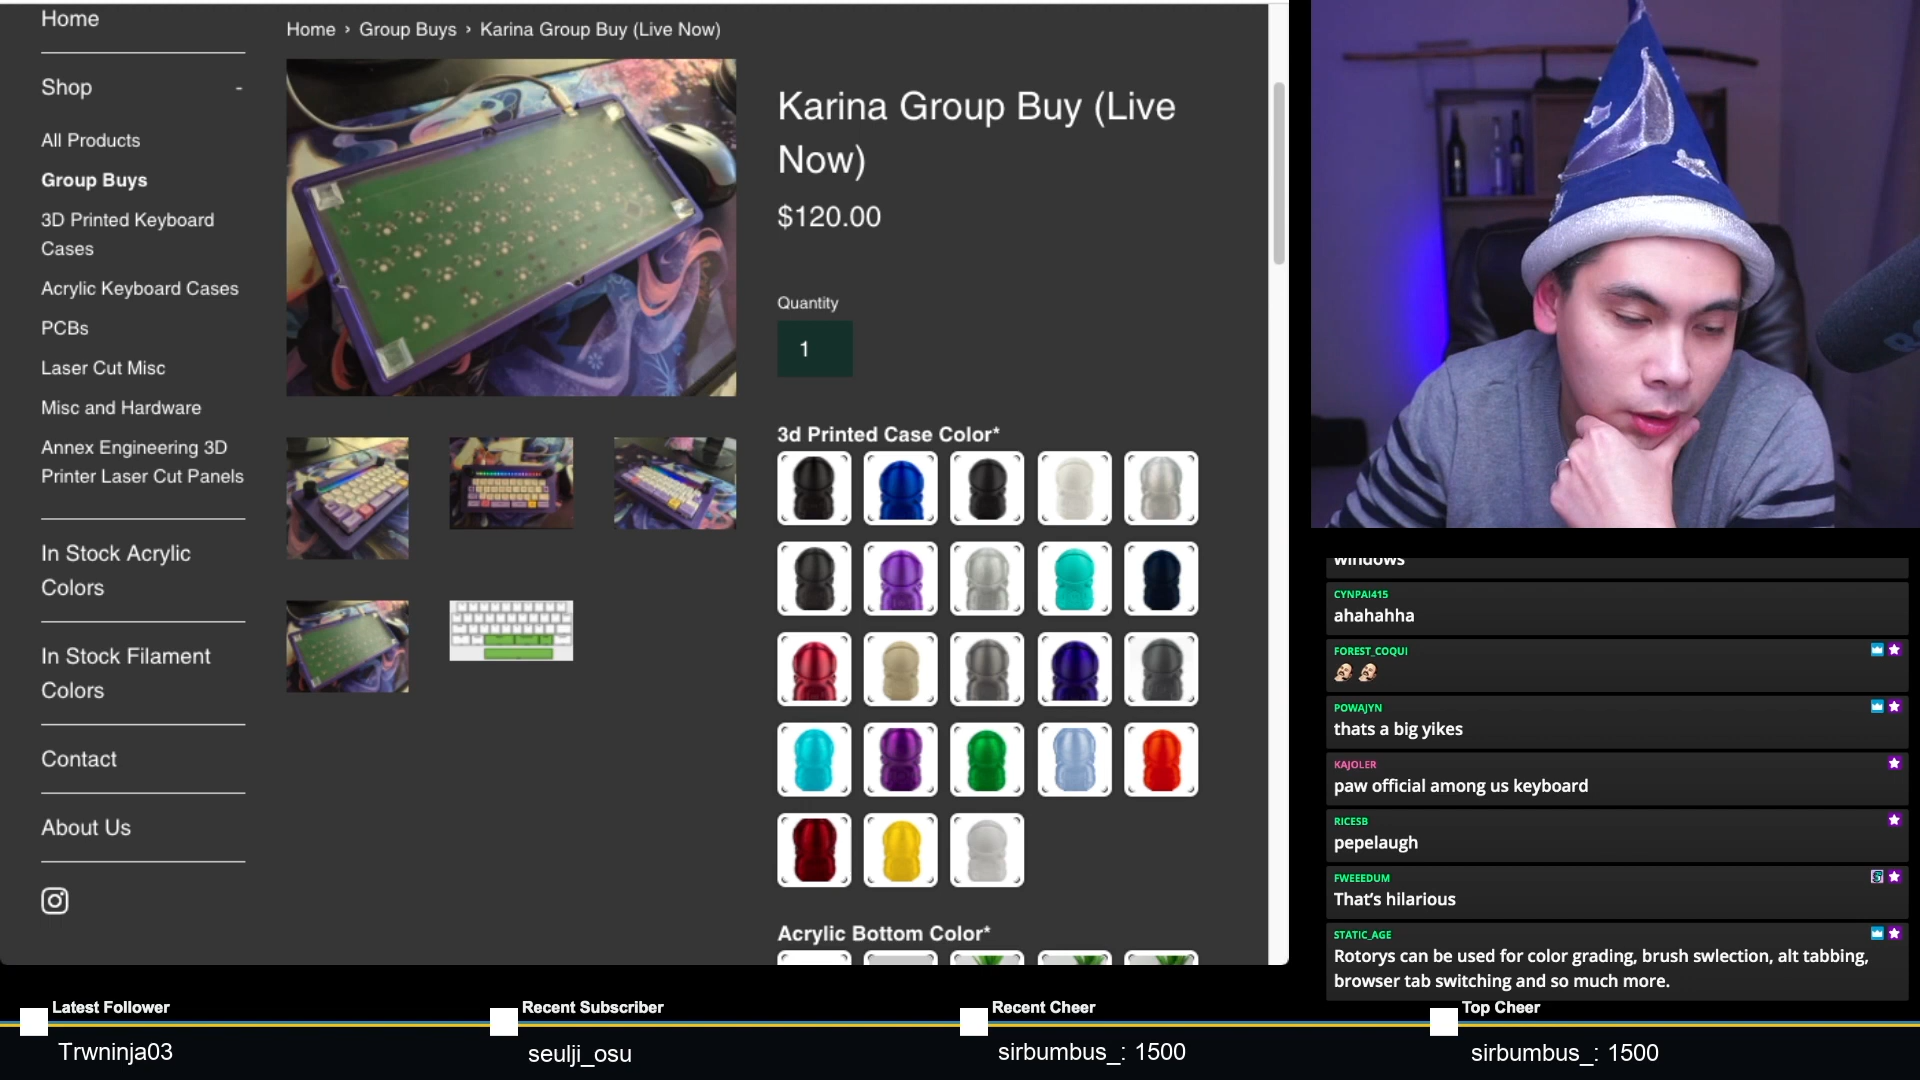 Home
Shop
-
All Products
Group Buys
3D Printed Keyboard
Cases
Acrylic Keyboard Cases
PCBs
Laser Cut Misc
Misc and Hardware
Annex Engineering 3D
Printer Laser Cut Panels
In Stock Acrylic
Colors
In Stock Filament
Colors
Contact
About Us
Home › Group Buys › Karina Group Buy (Live Now)
Karina Group Buy (Live
Now)
$120.00
Quantity
1
3d Printed Case Color*
Acrylic Bottom Color*
windows
CYNPAI415
ahahahha
FOREST_COQUI
POWAJYN
thats a big yikes
KAJOLER
paw official among us keyboard
RICESB
pepelaugh
FWEEEDUM
That's hilarious
STATIC_AGE
Rotorys can be used for color grading, brush swlection, alt tabbing,
browser tab switching and so much more.
Latest Follower
Trwninja03
Recent Subscriber
seulji_osu
Recent Cheer
sirbumbus_: 1500
Top Cheer
sirbumbus_: 1500